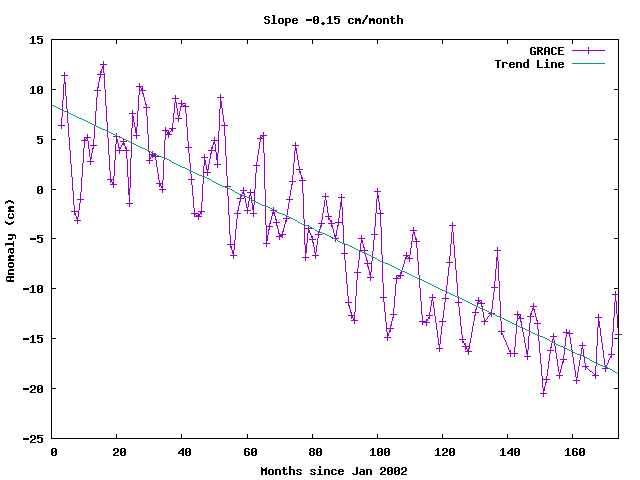 Slope -0.15 cm/month
GRACE
Trend Line
15
10
5
0
-5
-10
-15
-20
-25
Anomaly (cm)
0 20 40 60 80 100 120 140 160
Months since Jan 2002